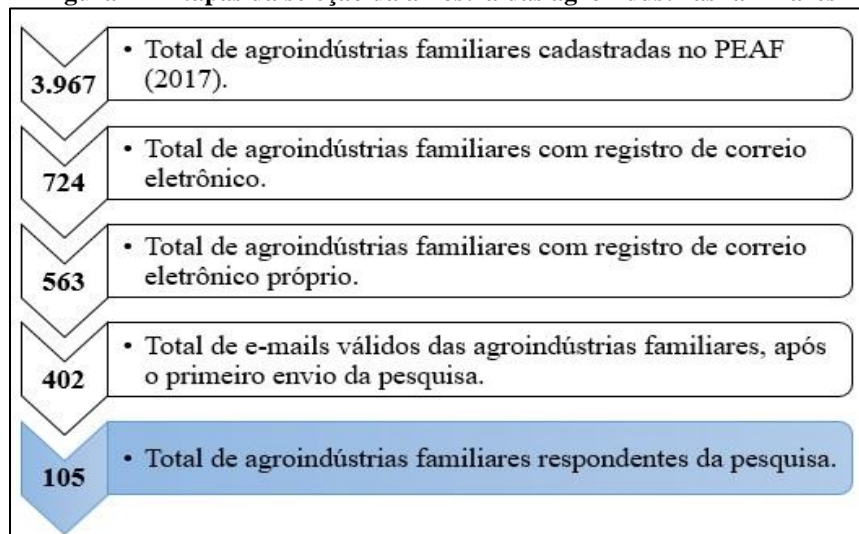 3.967
• Total de agroindústrias familiares cadastradas no PEAF
(2017).
724
• Total de agroindústrias familiares com registro de correio
eletrônico.
563
• Total de agroindústrias familiares com registro de correio
eletrônico próprio.
402
• Total de e-mails válidos das agroindústrias familiares, após
o primeiro envio da pesquisa.
105
• Total de agroindústrias familiares respondentes da pesquisa.